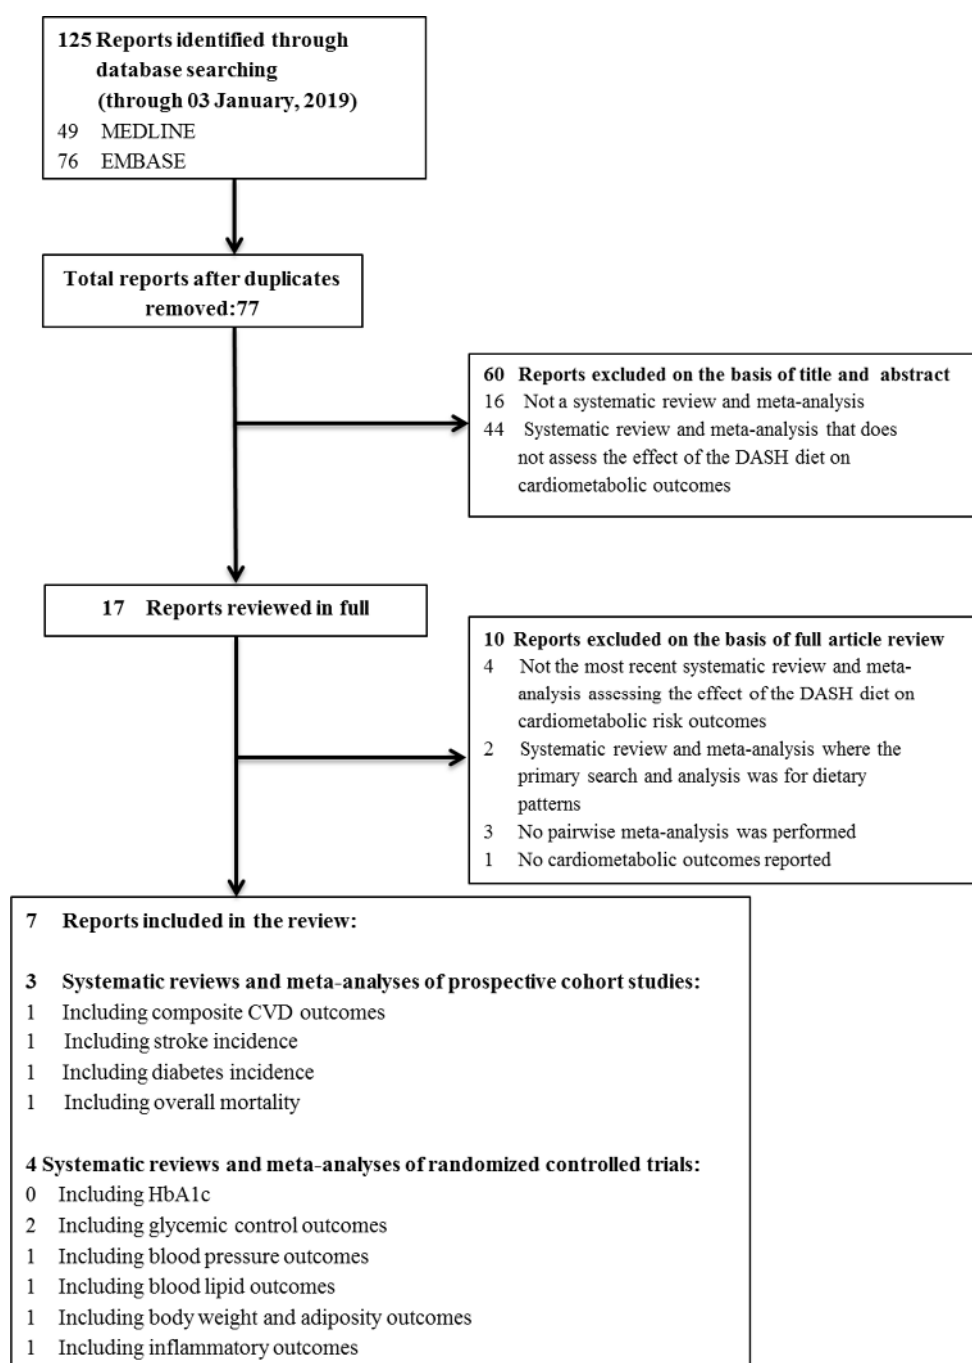 125 Reports identified through
database searching
(through 03 January, 2019)
49 MEDLINE
76 EMBASE
Total reports after duplicates
removed:77
60 Reports excluded on the basis of title and abstract
16 Not a systematic review and meta-analysis
44 Systematic review and meta-analysis that does
not assess the effect of the DASH diet on
cardiometabolic outcomes
17 Reports reviewed in full
10 Reports excluded on the basis of full article review
4 Not the most recent systematic review and meta-
analysis assessing the effect of the DASH diet on
cardiometabolic risk outcomes
2 Systematic review and meta-analysis where the
primary search and analysis was for dietary
patterns
3 No pairwise meta-analysis was performed
1 No cardiometabolic outcomes reported
7 Reports included in the review:
3 Systematic reviews and meta-analyses of prospective cohort studies:
1 Including composite CVD outcomes
1 Including stroke incidence
1 Including diabetes incidence
1 Including overall mortality
4 Systematic reviews and meta-analyses of randomized controlled trials:
0 Including HbA1c
2 Including glycemic control outcomes
1 Including blood pressure outcomes
1 Including blood lipid outcomes
1 Including body weight and adiposity outcomes
1 Including inflammatory outcomes